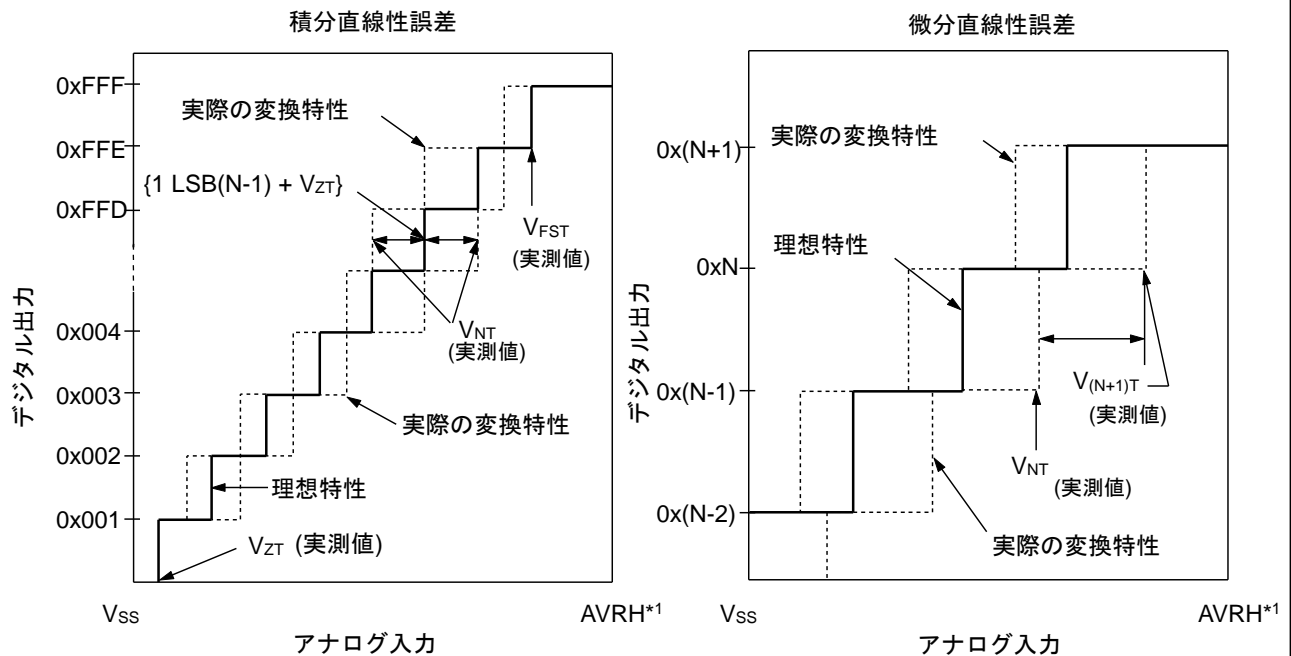 積分直線性誤差
0xFFF
0xFFE
0xFFD
0x004
0x003
0x002
0x001
デジタル出力
実際の変換特性
{1 LSB(N-1) + VZT}
VFST
(実測値)
VNT
(実測値)
実際の変換特性
理想特性
VZT (実測値)
VSS
AVRH*1
アナログ入力
微分直線性誤差
0x(N+1)
0xN
0x(N-1)
0x(N-2)
デジタル出力
実際の変換特性
理想特性
V(N+1)T
(実測値)
VNT
(実測値)
実際の変換特性
VSS
AVRH*1
アナログ入力